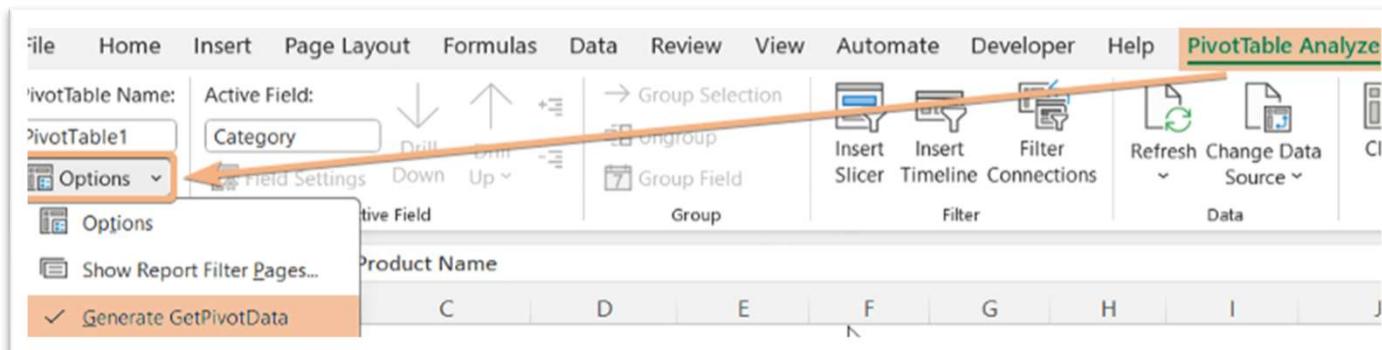 File Home Insert Page Layout Formulas Data Review View Automate Developer Help PivotTable Analyze
PivotTable Name: Active Field: Group Selection
PivotTable1 Category Drill Drill Ungroup Insert Insert Filter Refresh Change Data
Options Field Settings Down Up 7 Group Field Slicer Timeline Connections Source
Options tive Field Group Filter Data
Show Report Filter Pages... Product Name
Generate GetPivotData C D E F G H I J